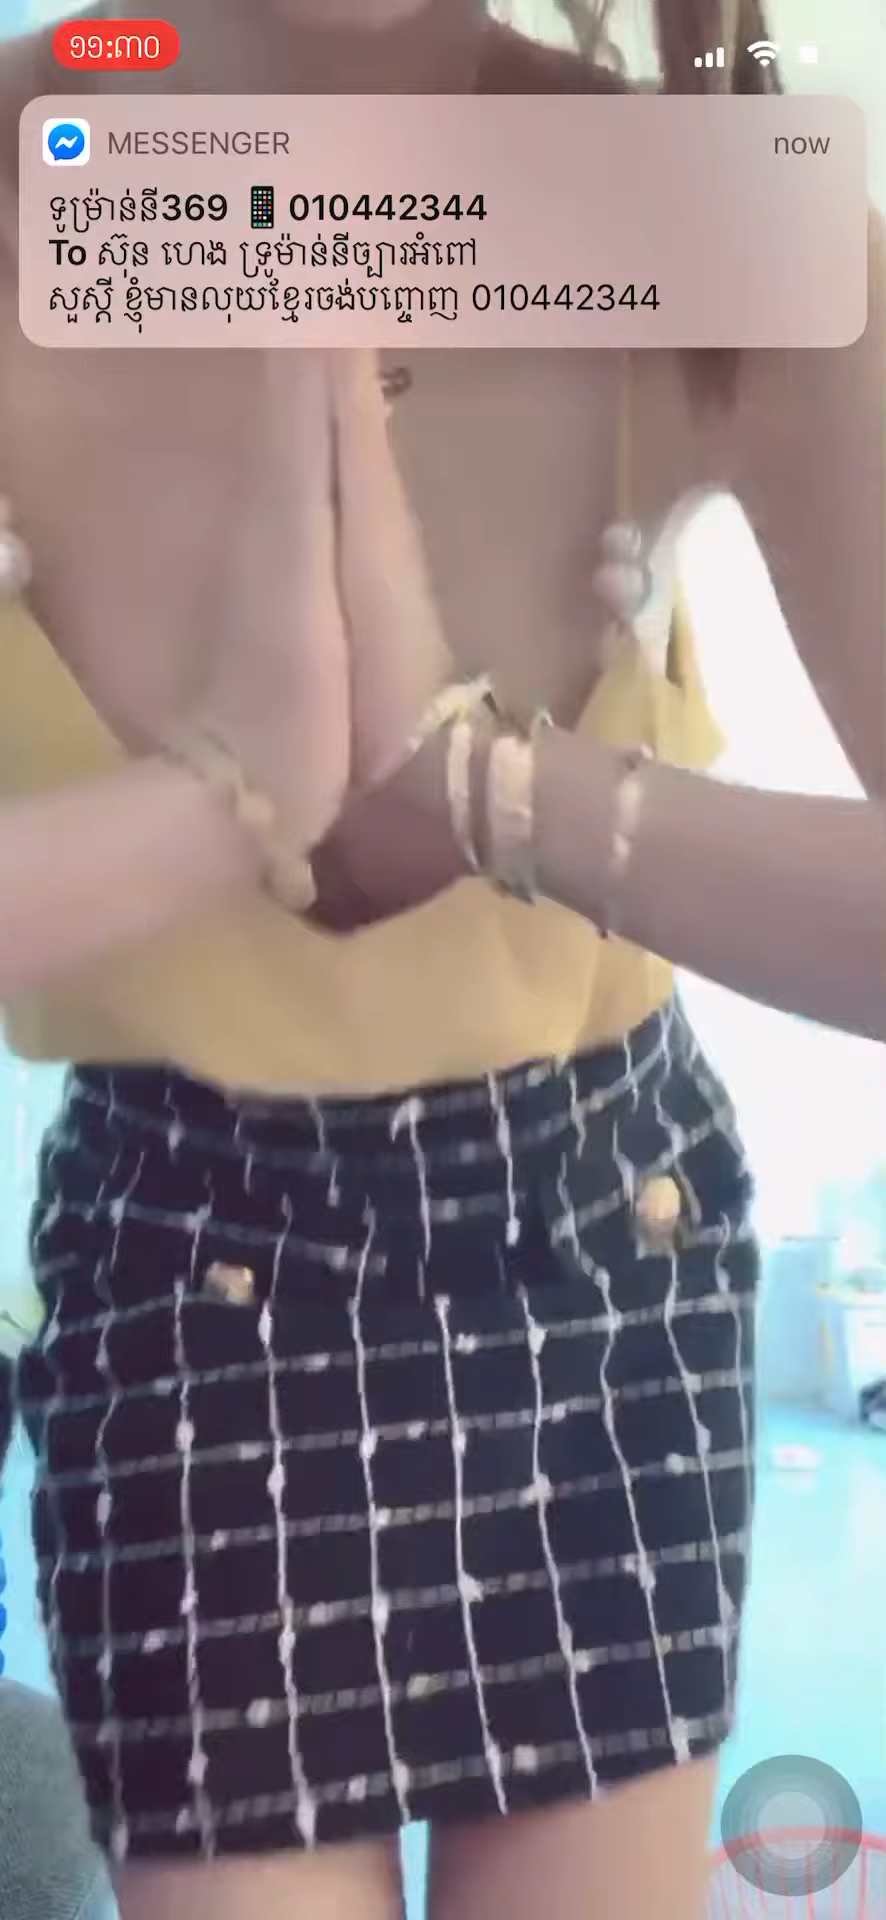 ១១:៣០
MESSENGER
now
ទូម្រ៉ាន់នី369 📱 010442344
To ស៊ុន ហេង ទ្រូម៉ាន់នីច្បារអំពៅ
សួស្តី ខ្ញុំមានលុយខ្មែរចង់បញ្ចេញ 010442344